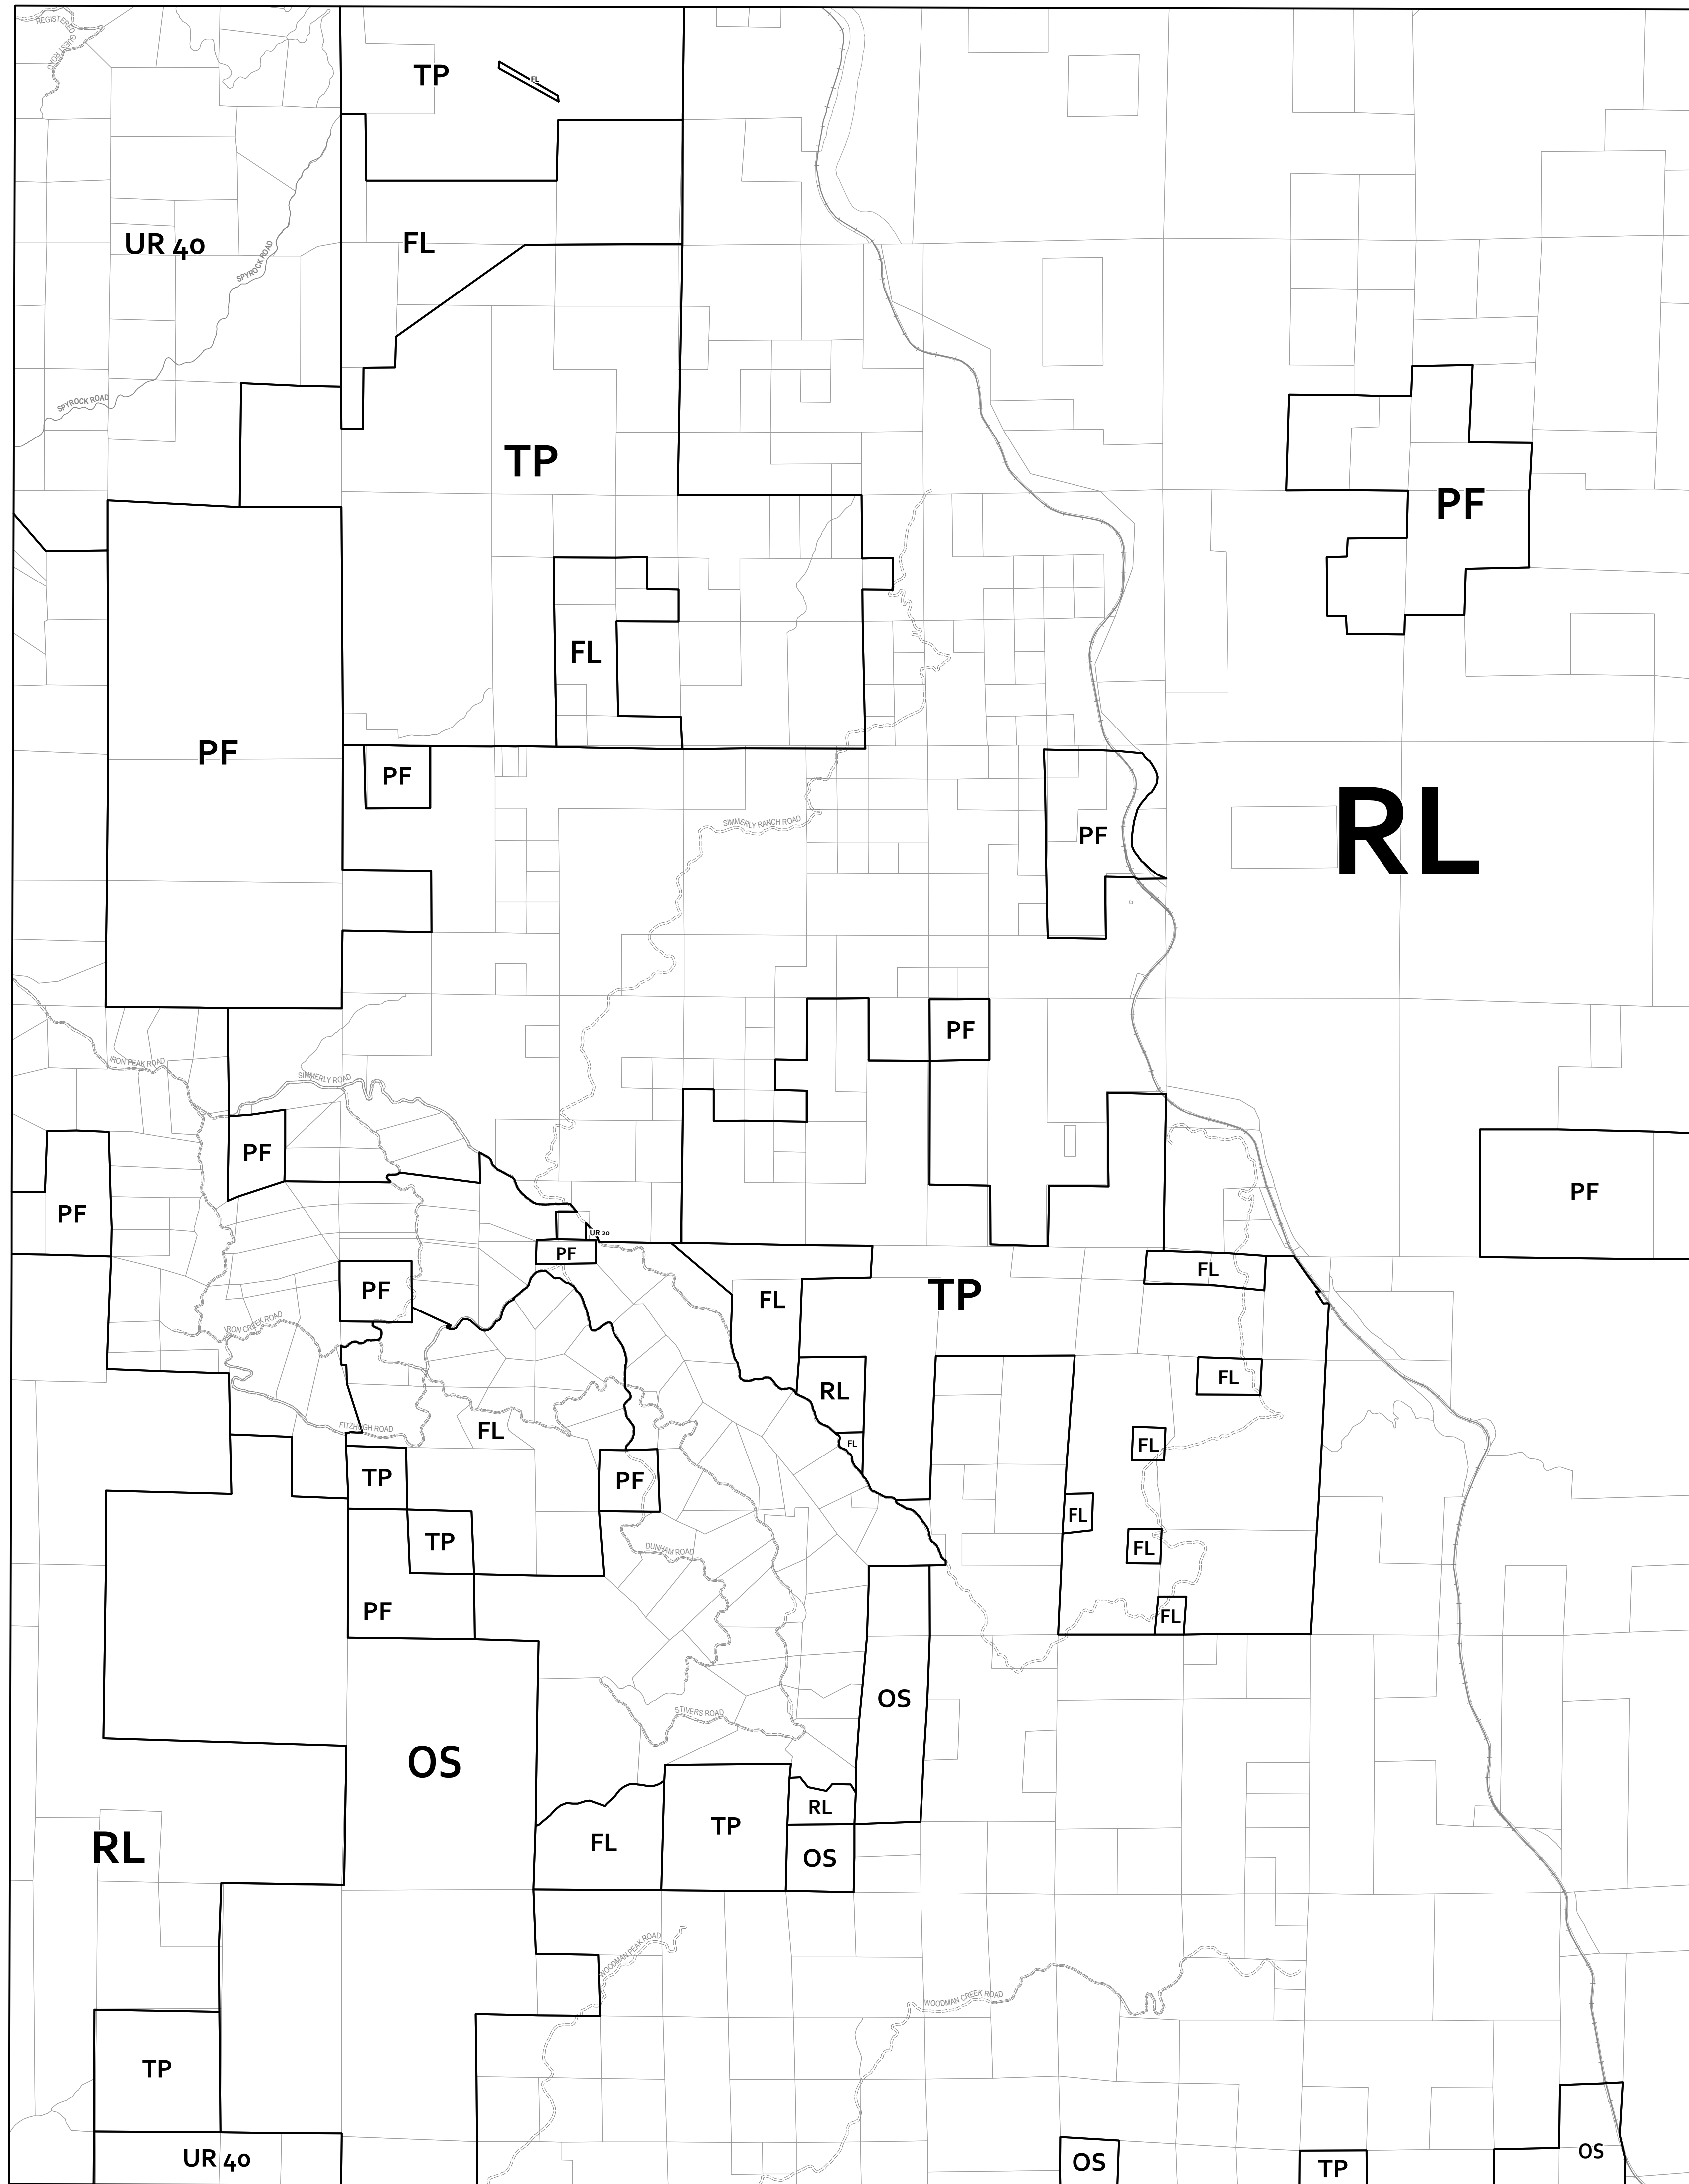 REGISTER
GUEST ROAD
TP
FL
UR 40
FL
SPYROCK ROAD
SPYROCK ROAD
TP
PF
FL
PF
PF
SIMMERLY RANCH ROAD
PF
RL
PF
IRON PEAK ROAD
SIMMERLY ROAD
PF
PF
PF
UR 20
PF
FL
PF
TP
FL
IRON CREEK ROAD
RL
FL
FITZHUGH ROAD
FL
FL
FL
TP
PF
FL
TP
DUNHAM ROAD
FL
PF
FL
OS
STIVERS ROAD
OS
RL
TP
RL
FL
OS
WOODMAN PEAK ROAD
WOODMAN CREEK ROAD
TP
UR 40
OS
TP
OS